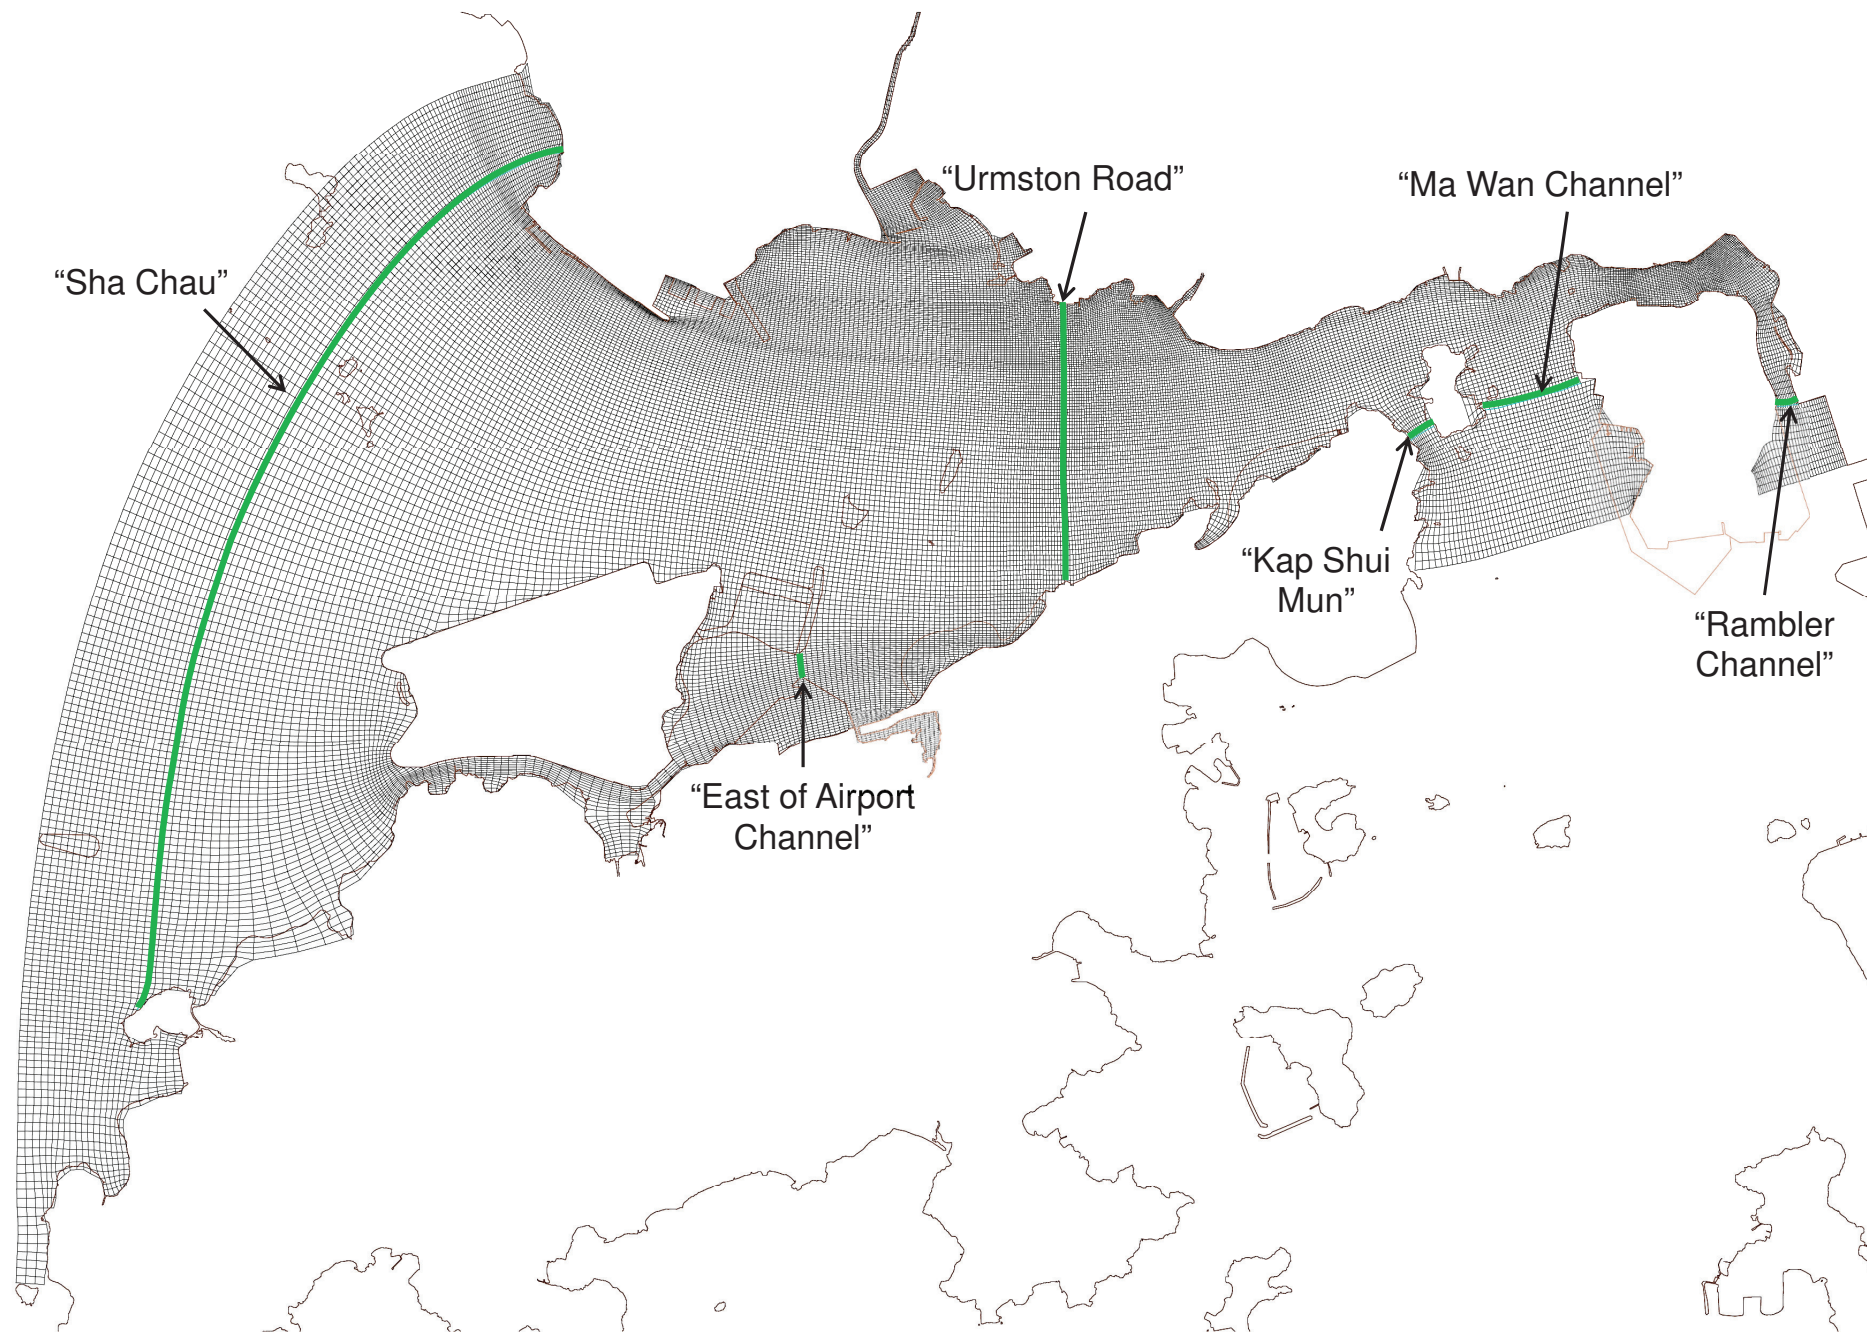 “Urmston Road”
“Ma Wan Channel”
“Sha Chau”
“Kap Shui
Mun”
“Rambler
Channel”
“East of Airport
Channel”